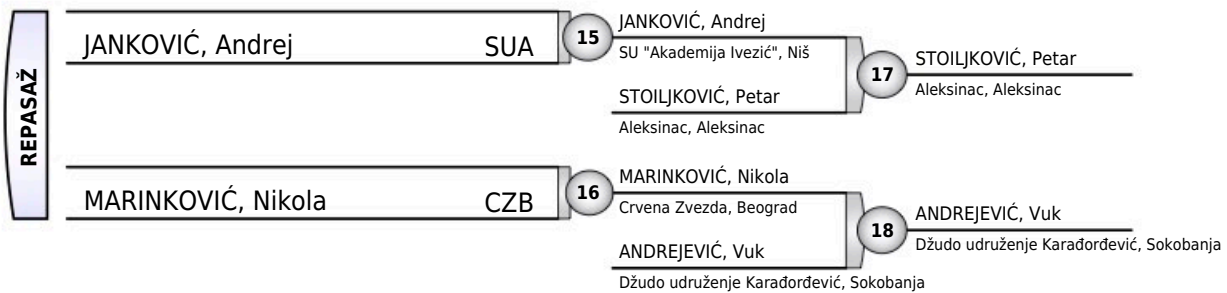 REPASAŽ
JANKOVIĆ, Andrej SUA
15
JANKOVIĆ, Andrej
SU "Akademija Ivezić", Niš
STOILJKOVIĆ, Petar
Aleksinac, Aleksinac
17
STOILJKOVIĆ, Petar
Aleksinac, Aleksinac
MARINKOVIĆ, Nikola CZB
16
MARINKOVIĆ, Nikola
Crvena Zvezda, Beograd
ANDREJEVIĆ, Vuk
Džudo udruženje Karađorđević, Sokobanja
18
ANDREJEVIĆ, Vuk
Džudo udruženje Karađorđević, Sokobanja